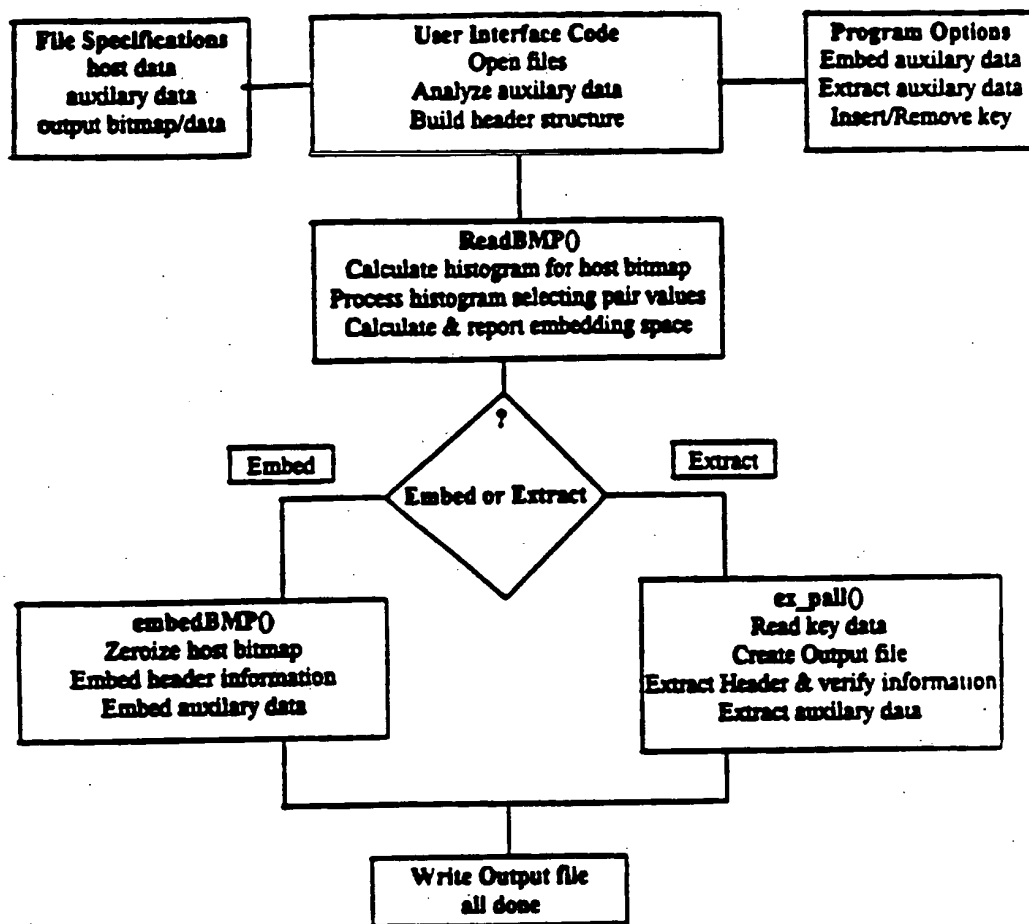 File Specifications
host data
auxilary data
output bitmap/data
User Interface Code
Open files
Analyze auxilary data
Build header structure
Program Options
Embed auxilary data
Extract auxilary data
Insert/Remove key
ReadBMP()
Calculate histogram for host bitmap
Process histogram selecting pair values
Calculate & report embedding space
?
Embed
Extract
Embed or Extract
embedBMP()
Zeroize host bitmap
Embed header information
Embed auxilary data
ex_pall()
Read key data
Create Output file
Extract Header & verify information
Extract auxilary data
Write Output file
all done